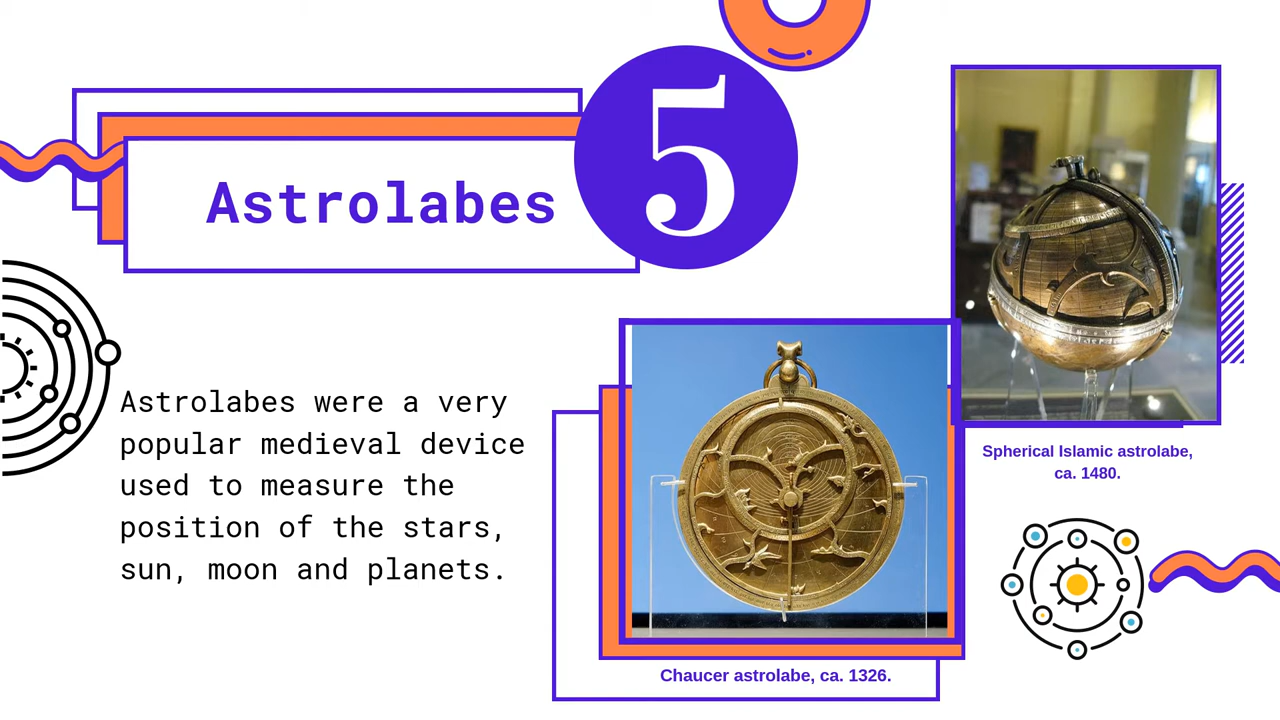 Astrolabes
5
Astrolabes were a very
popular medieval device
used to measure the
position of the stars,
sun, moon and planets.
Spherical Islamic astrolabe,
ca. 1480.
Chaucer astrolabe, ca. 1326.